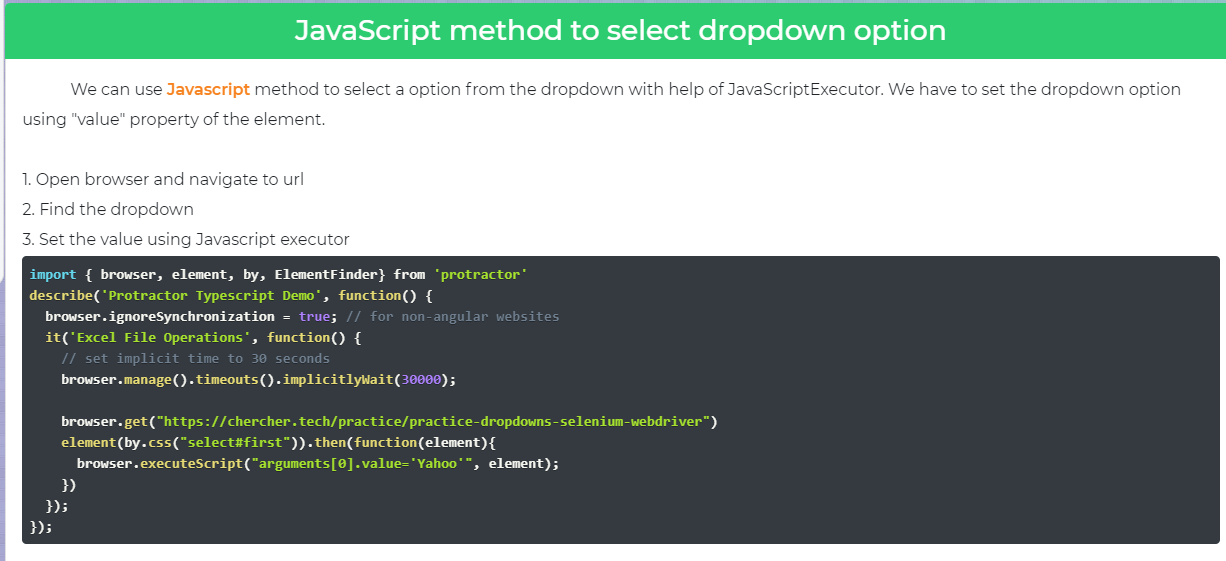 JavaScript method to select dropdown option
We can use Javascript method to select a option from the dropdown with help of JavaScriptExecutor. We have to set the dropdown option
using "value" property of the element.
1. Open browser and navigate to url
2. Find the dropdown
3. Set the value using Javascript executor
import { browser, element, by, ElementFinder} from 'protractor'
describe('Protractor Typescript Demo', function() {
  browser.ignoreSynchronization = true; // for non-angular websites
  it('Excel File Operations', function() {
    // set implicit time to 30 seconds
    browser.manage().timeouts().implicitlyWait(30000);
    browser.get("https://chercher.tech/practice/practice-dropdowns-selenium-webdriver")
    element(by.css("select#first")).then(function(element){
      browser.executeScript("arguments[0].value='Yahoo'", element);
    })
  });
});